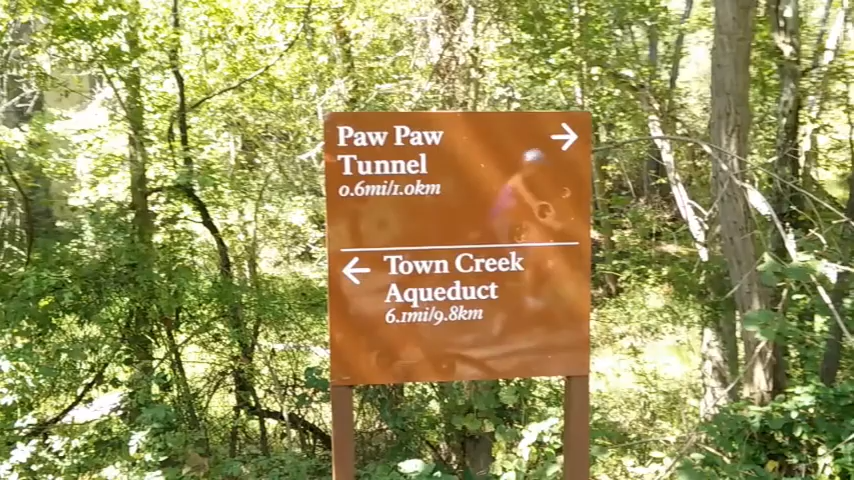 Paw Paw
Tunnel
0.6mi/1.0km
Town Creek
Aqueduct
6.1mi/9.8km